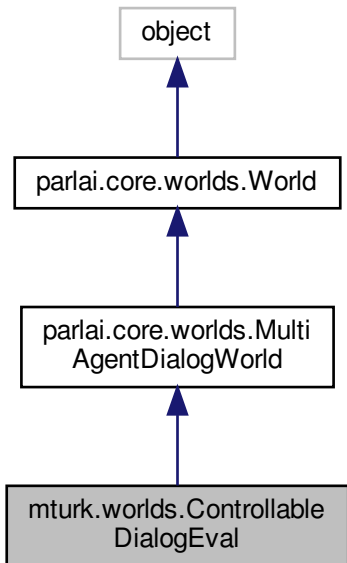 object
parlai.core.worlds.World
parlai.core.worlds.Multi
AgentDialogWorld
mturk.worlds.Controllable
DialogEval